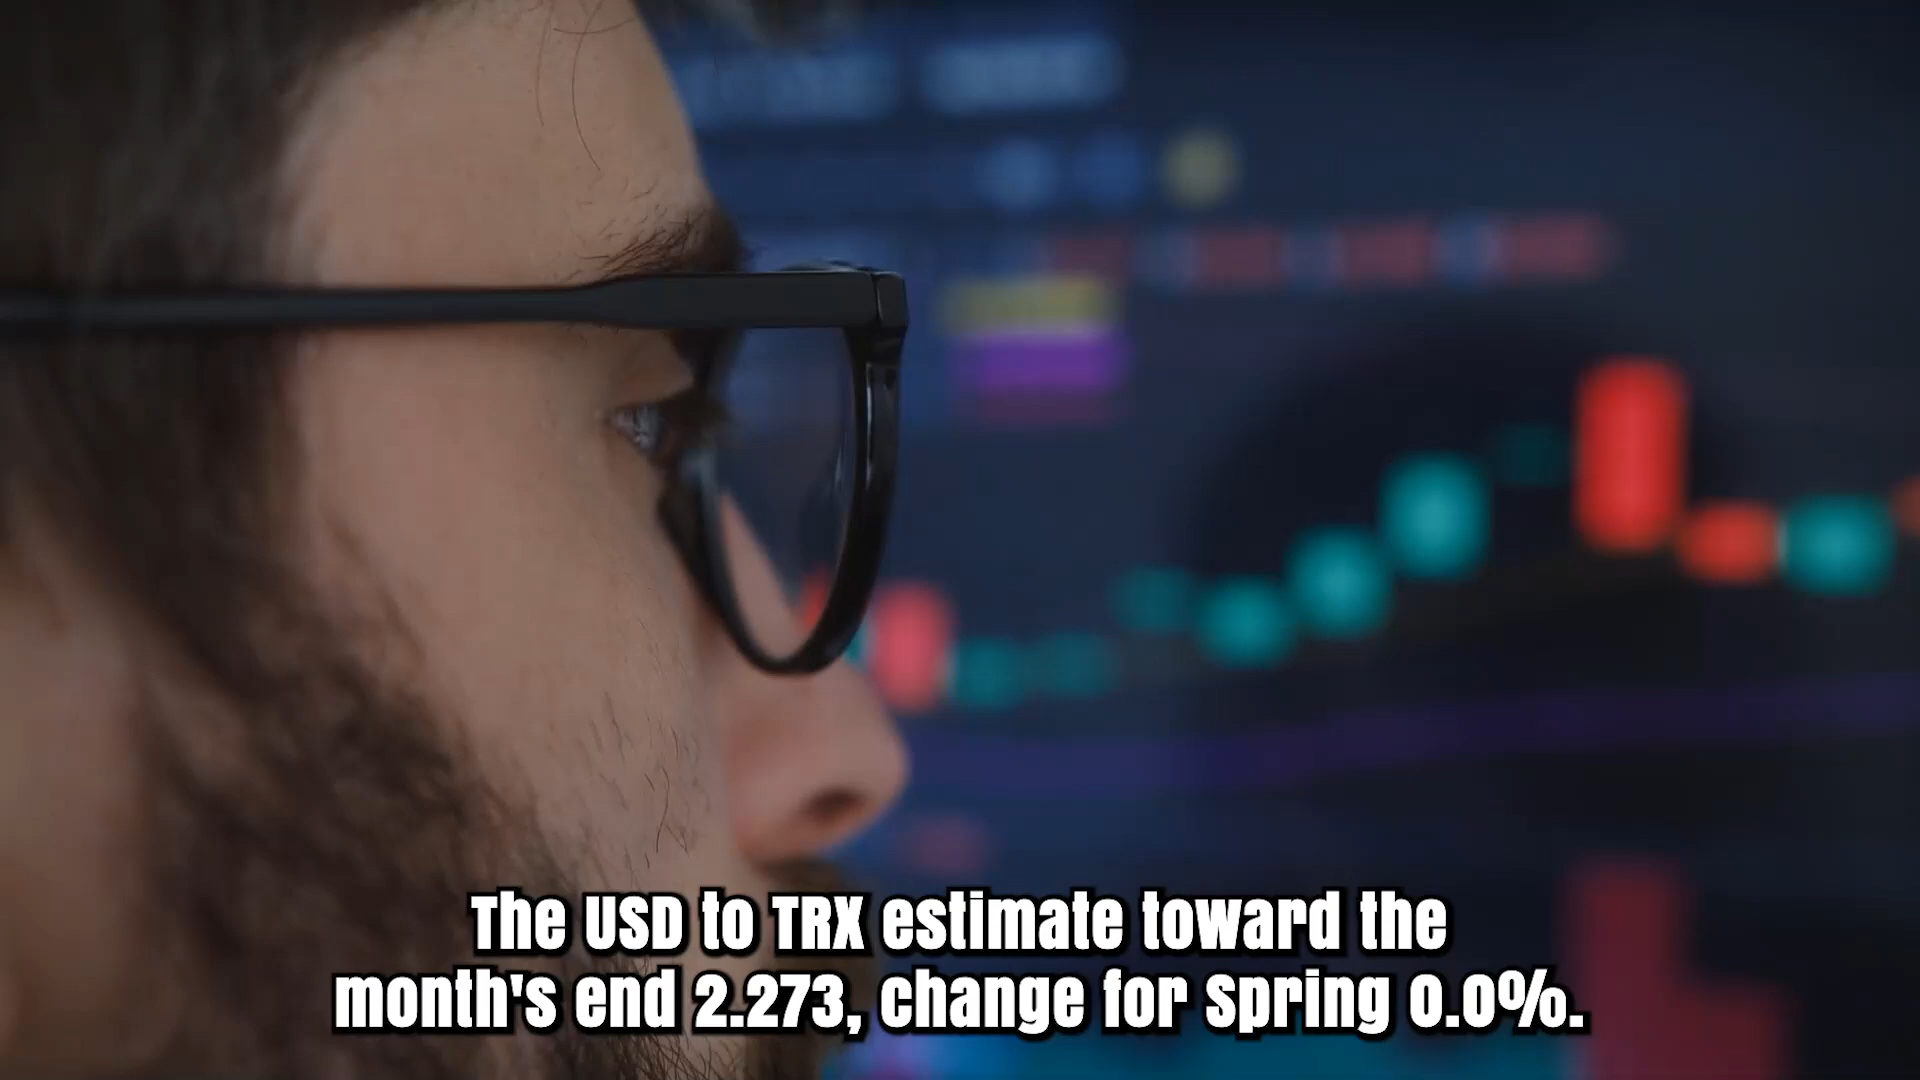 The USD to TRX estimate toward the
month's end 2.273, change for Spring 0.0%.